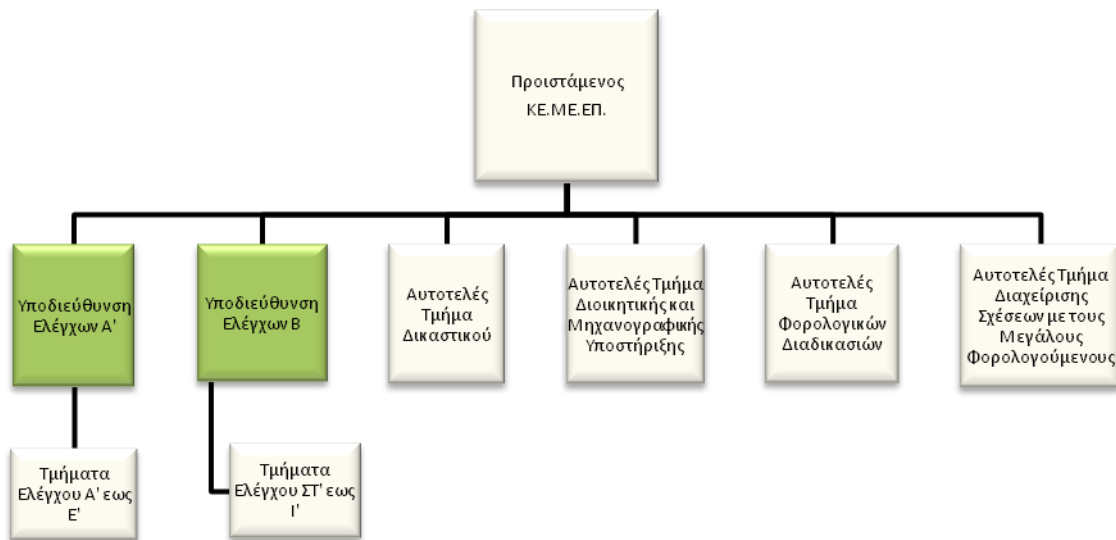 Προιστάμενος
ΚΕ.ΜΕ.ΕΠ.
Υποδιεύθυνση
Ελέγχων Α'
Υποδιεύθυνση
Ελέγχων Β
Αυτοτελές
Τμήμα
Δικαστικού
Αυτοτελές Τμήμα
Διοικητικής και
Μηχανογραφικής
Υποστήριξης
Αυτοτελές
Τμήμα
Φορολογικών
Διαδικασιών
Αυτοτελές Τμήμα
Διαχείρισης
Σχέσεων με τους
Μεγάλους
Φορολογούμενους
Τμήματα
Ελέγχου Α' εως
Ε'
Τμήματα
Ελέγχου ΣΤ' εως
Ι'